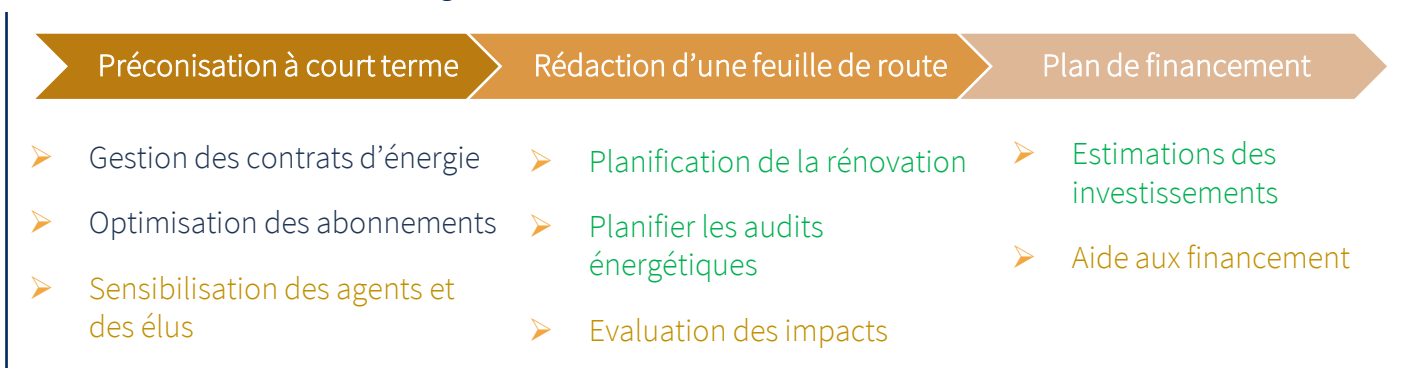 Préconisation à court terme
Rédaction d’une feuille de route
Plan de financement
Gestion des contrats d’énergie
Optimisation des abonnements
Sensibilisation des agents et
des élus
Planification de la rénovation
Planifier les audits
énergétiques
Evaluation des impacts
Estimations des
investissements
Aide aux financement